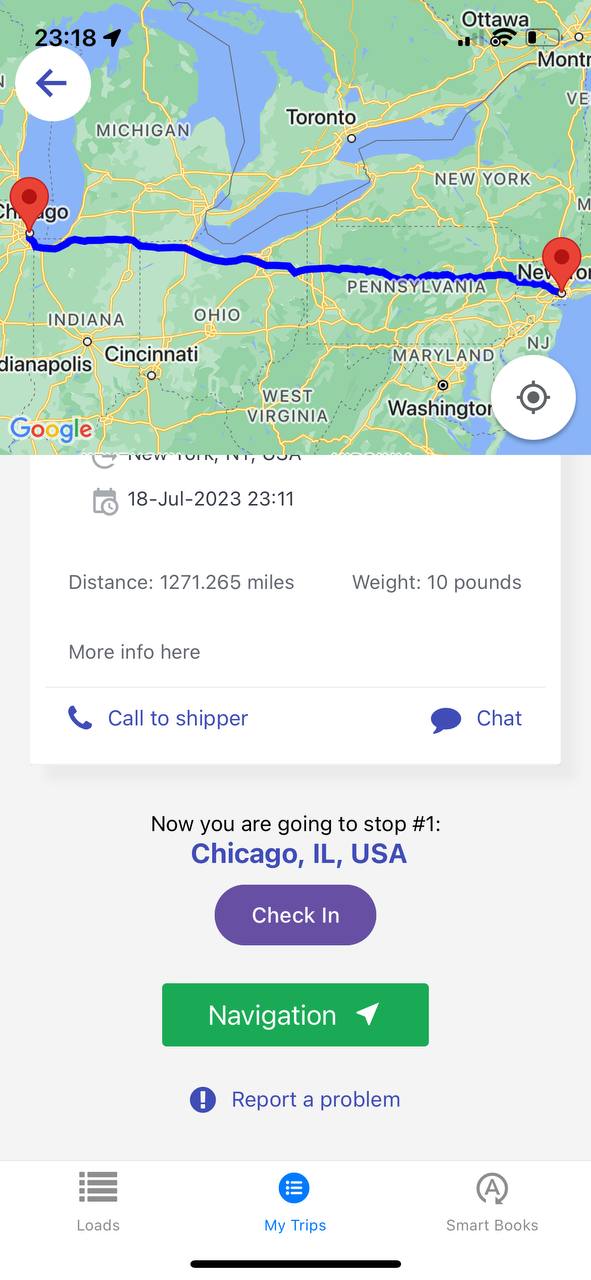 23:18
Ottawa
Montr
VE
MICHIGAN
Toronto
NEW YORK
M
Chicago
New York
PENNSYLVANIA
INDIANA
OHIO
NJ
dianapolis
Cincinnati
MARYLAND
WEST
VIRGINIA
Washington
Google
New York, NY, USA
18-Jul-2023 23:11
Distance: 1271.265 miles
Weight: 10 pounds
More info here
Call to shipper
Chat
Now you are going to stop #1:
Chicago, IL, USA
Check In
Navigation
Report a problem
Loads
My Trips
Smart Books